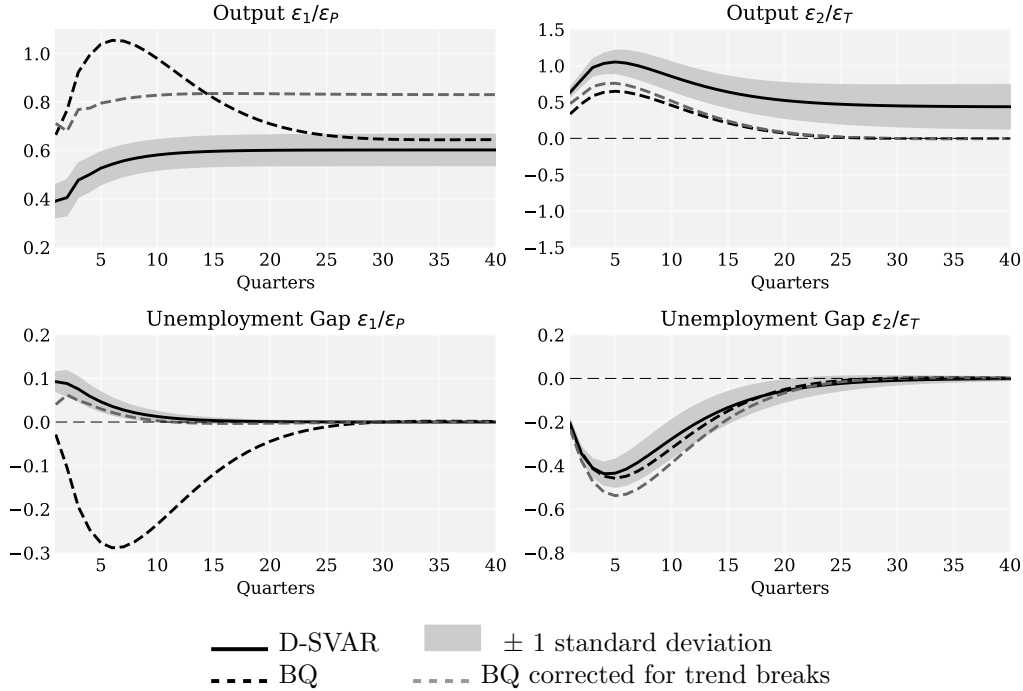 Output ε₁/ε_P
1.0
0.8
0.6
0.4
0.2
5 10 15 20 25 30 35 40
Quarters
Output ε₂/ε_T
1.5
1.0
0.5
0.0
−0.5
−1.0
−1.5
5 10 15 20 25 30 35 40
Quarters
Unemployment Gap ε₁/ε_P
0.2
0.1
0.0
−0.1
−0.2
−0.3
5 10 15 20 25 30 35 40
Quarters
Unemployment Gap ε₂/ε_T
0.2
0.0
−0.2
−0.4
−0.6
−0.8
5 10 15 20 25 30 35 40
Quarters
D-SVAR ± 1 standard deviation
BQ BQ corrected for trend breaks